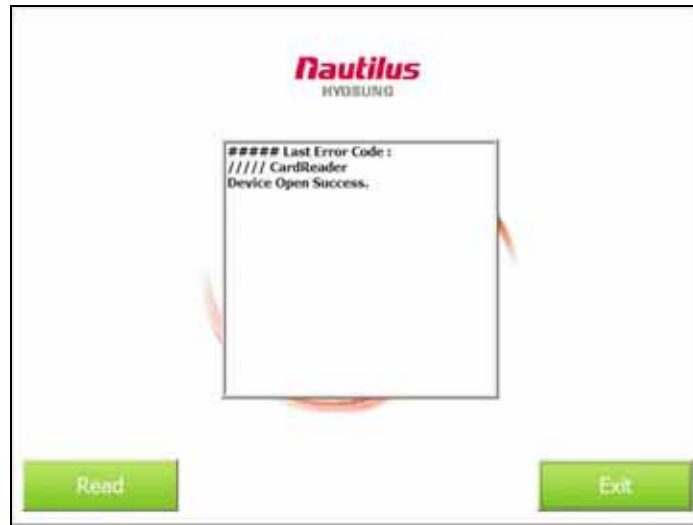 Nautilus
HYOSUNG
##### Last Error Code :
///// CardReader
Device Open Success.
Read
Exit